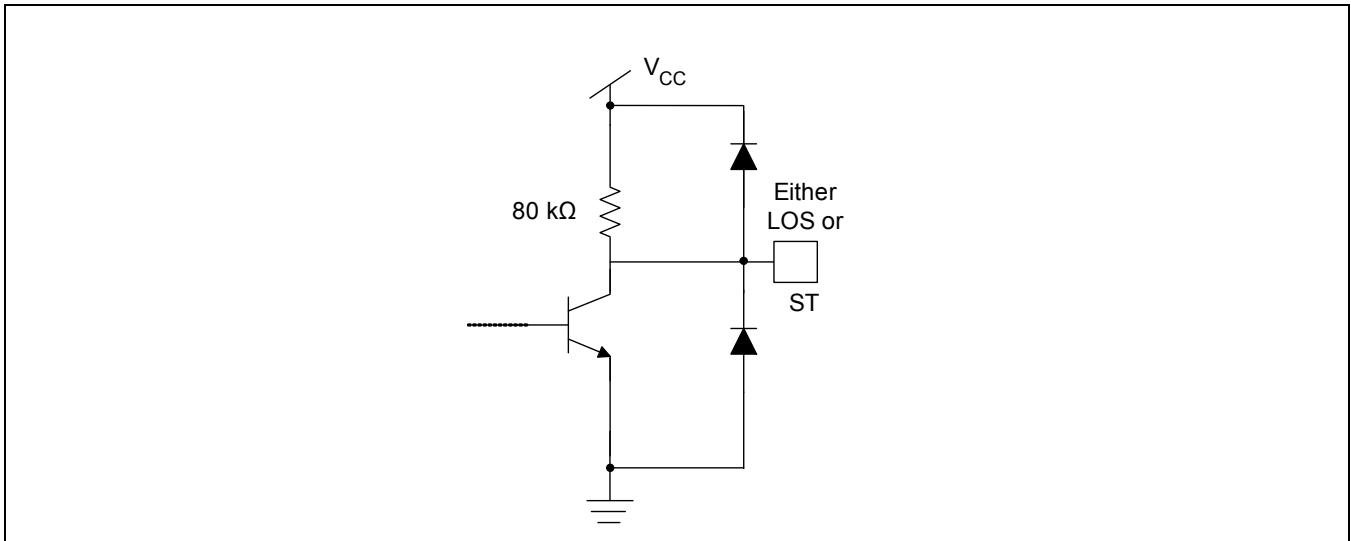 V_CC
80 kΩ
Either
LOS or
ST